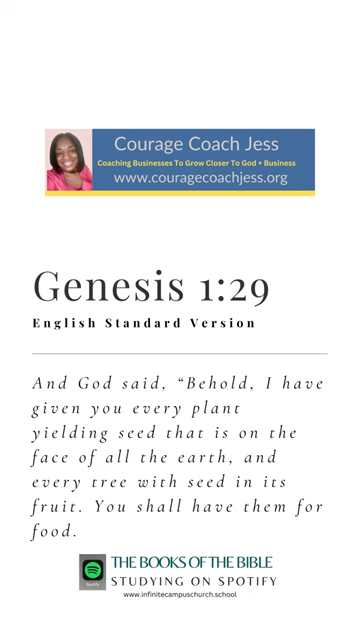 Courage Coach Jess
Coaching Businesses To Grow Closer To God + Business
www.couragecoachjess.org
Genesis 1:29
English Standard Version
And God said, “Behold, I have
given you every plant
yielding seed that is on the
face of all the earth, and
every tree with seed in its
fruit. You shall have them for
food.
THE BOOKS OF THE BIBLE
STUDYING ON SPOTIFY
Spotify
www.infinitecampuschurch.school